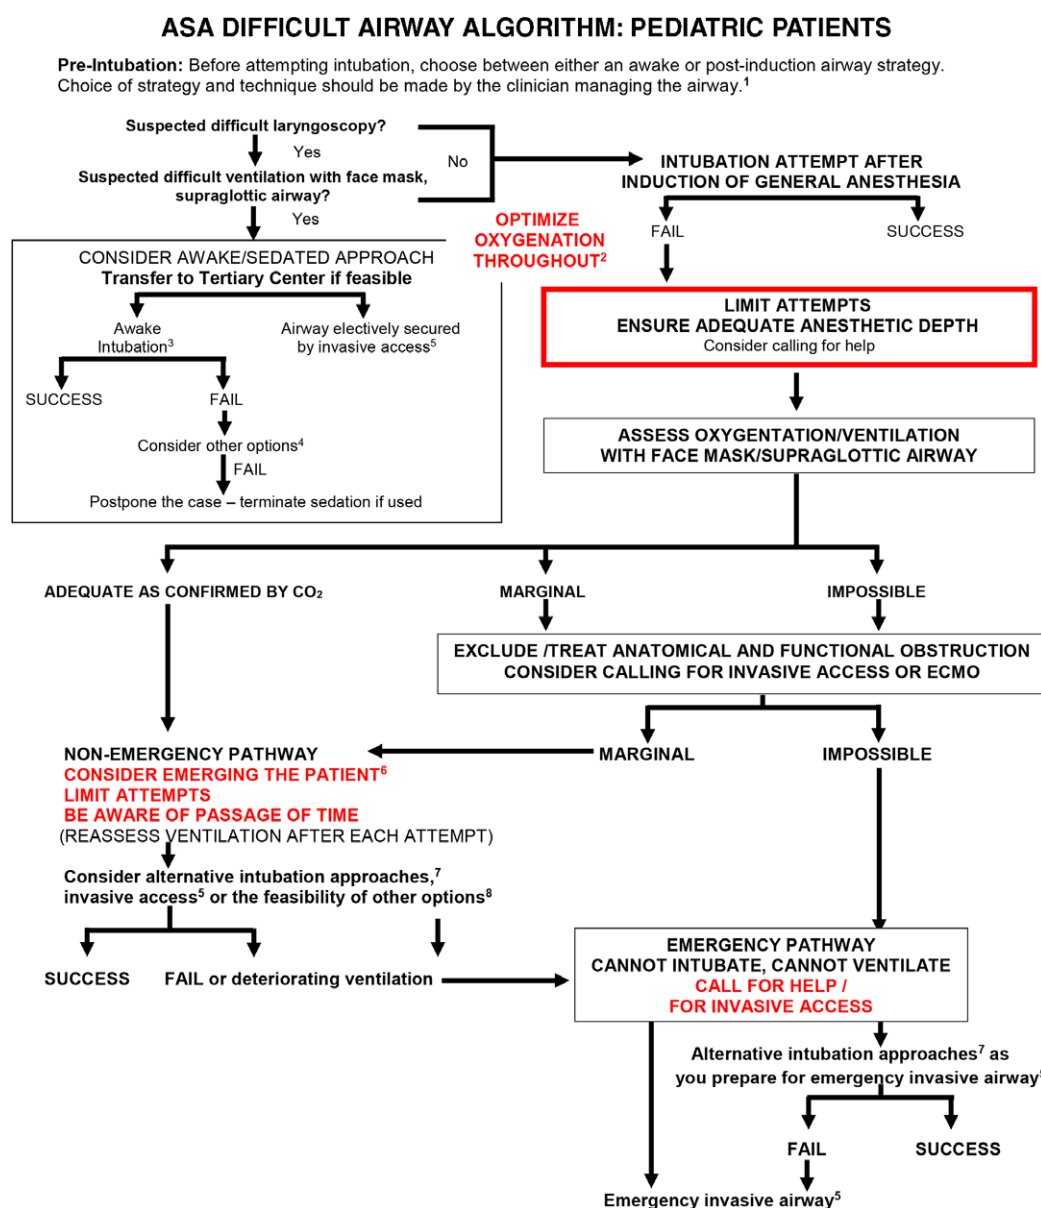 ASA DIFFICULT AIRWAY ALGORITHM: PEDIATRIC PATIENTS
Pre-Intubation: Before attempting intubation, choose between either an awake or post-induction airway strategy.
Choice of strategy and technique should be made by the clinician managing the airway.¹
Suspected difficult laryngoscopy?
Yes
No
Suspected difficult ventilation with face mask,
supraglottic airway?
Yes
INTUBATION ATTEMPT AFTER
INDUCTION OF GENERAL ANESTHESIA
FAIL
SUCCESS
OPTIMIZE
OXYGENATION
THROUGHOUT²
CONSIDER AWAKE/SEDATED APPROACH
Transfer to Tertiary Center if feasible
Awake
Intubation³
Airway electively secured
by invasive access⁵
SUCCESS
FAIL
Consider other options⁴
FAIL
Postpone the case – terminate sedation if used
LIMIT ATTEMPTS
ENSURE ADEQUATE ANESTHETIC DEPTH
Consider calling for help
ASSESS OXYGENTATION/VENTILATION
WITH FACE MASK/SUPRAGLOTTIC AIRWAY
ADEQUATE AS CONFIRMED BY CO₂
MARGINAL
IMPOSSIBLE
EXCLUDE /TREAT ANATOMICAL AND FUNCTIONAL OBSTRUCTION
CONSIDER CALLING FOR INVASIVE ACCESS OR ECMO
MARGINAL
IMPOSSIBLE
NON-EMERGENCY PATHWAY
CONSIDER EMERGING THE PATIENT⁶
LIMIT ATTEMPTS
BE AWARE OF PASSAGE OF TIME
(REASSESS VENTILATION AFTER EACH ATTEMPT)
Consider alternative intubation approaches,⁷
invasive access⁵ or the feasibility of other options⁸
SUCCESS
FAIL or deteriorating ventilation
EMERGENCY PATHWAY
CANNOT INTUBATE, CANNOT VENTILATE
CALL FOR HELP /
FOR INVASIVE ACCESS
Alternative intubation approaches⁷ as
you prepare for emergency invasive airway
FAIL
SUCCESS
Emergency invasive airway⁵